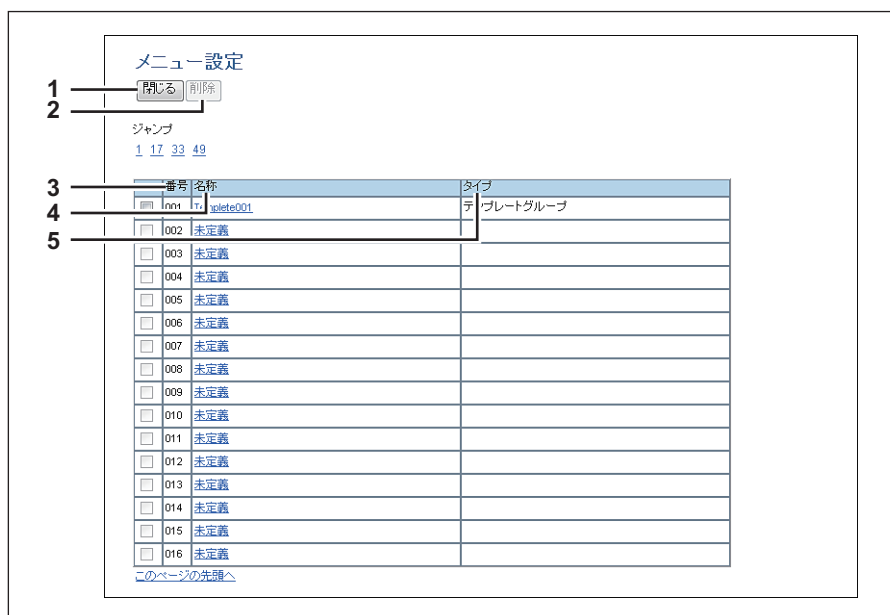 メニュー設定
1 閉じる 削除
2
ジャンプ
1 17 33 49
3 番号 名称 タイプ
4 001 Templete001 テンプレートグループ
5 002 未定義
003 未定義
004 未定義
005 未定義
006 未定義
007 未定義
008 未定義
009 未定義
010 未定義
011 未定義
012 未定義
013 未定義
014 未定義
015 未定義
016 未定義
このページの先頭へ